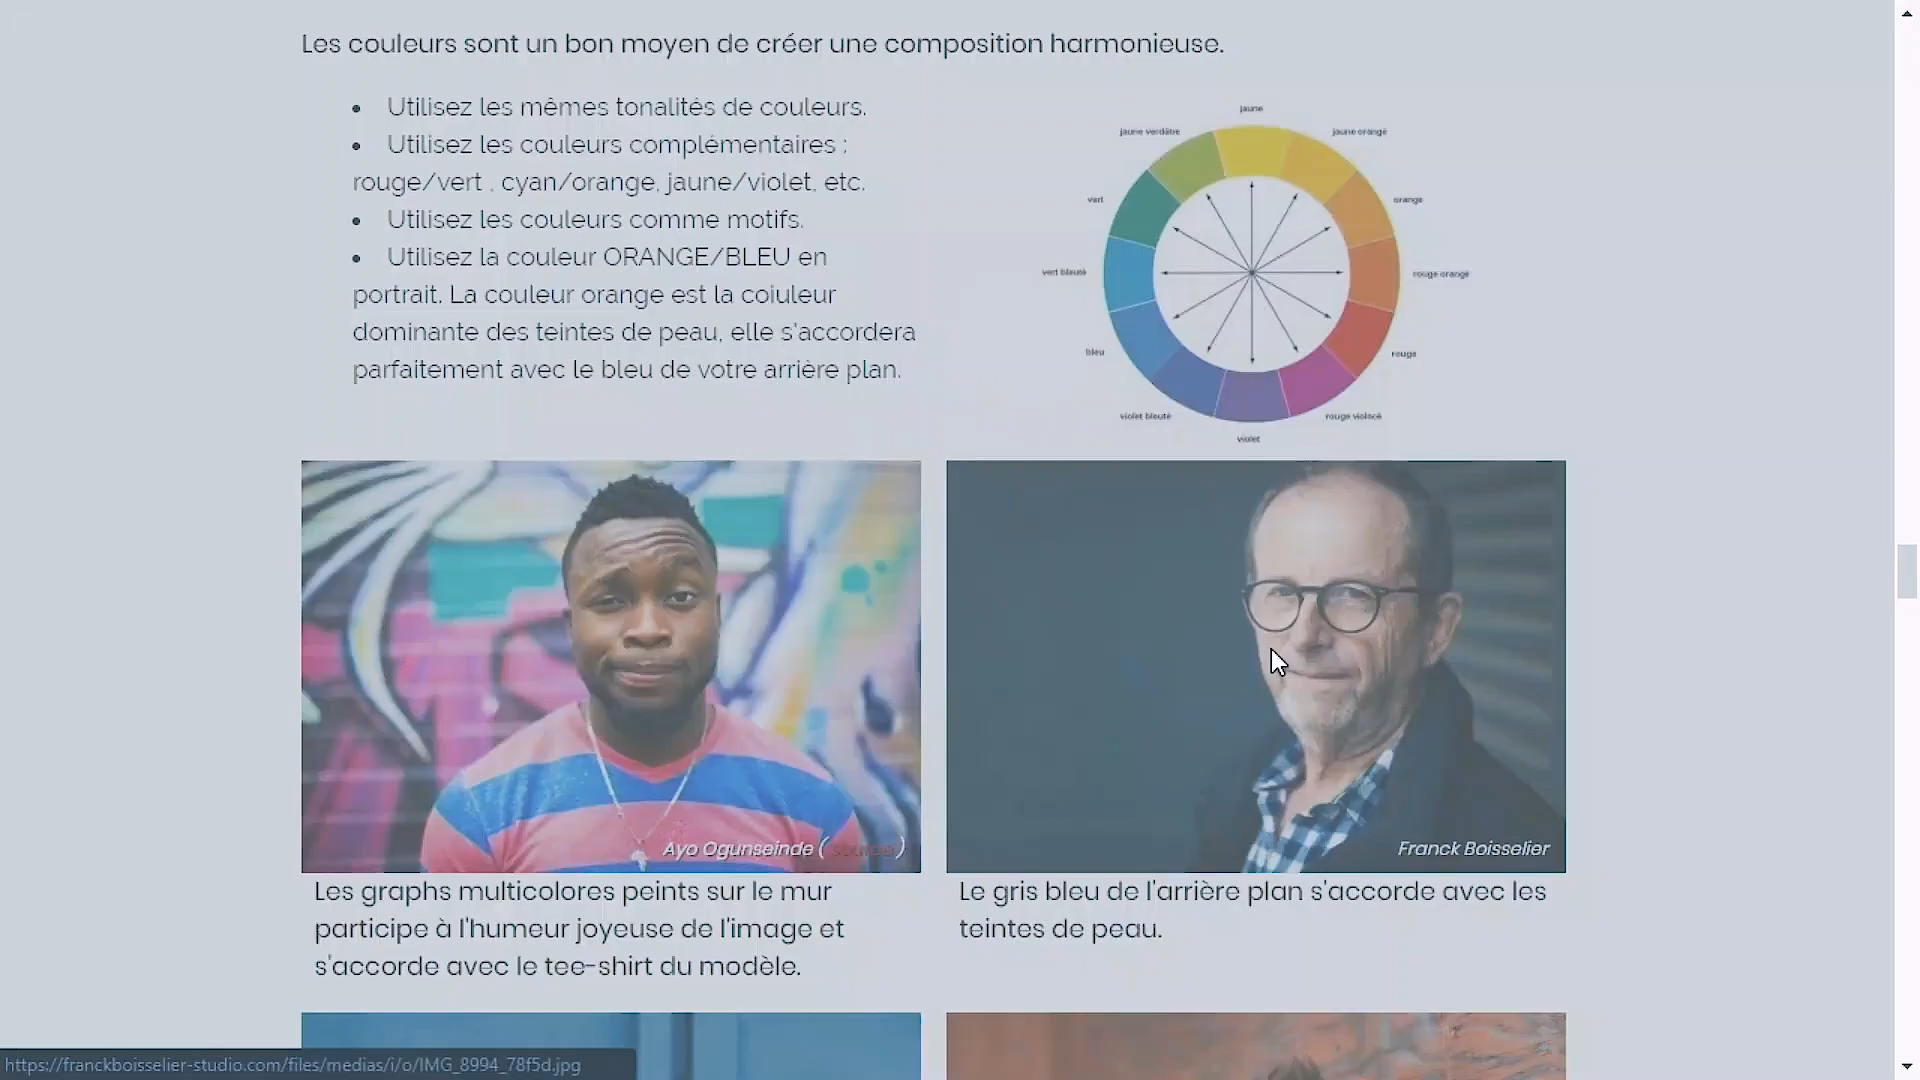 Les couleurs sont un bon moyen de créer une composition harmonieuse.
• Utilisez les mêmes tonalités de couleurs.
• Utilisez les couleurs complémentaires :
rouge/vert , cyan/orange, jaune/violet, etc.
• Utilisez les couleurs comme motifs.
• Utilisez la couleur ORANGE/BLEU en
portrait. La couleur orange est la coiuleur
dominante des teintes de peau, elle s'accordera
parfaitement avec le bleu de votre arrière plan.
jaune
jaune verdâtre
jaune orangé
vert
orange
vert bleuté
rouge orangé
bleu
rouge
violet bleuté
rouge violacé
violet
Ayo Ogunseinde ( source )
Franck Boisselier
Les graphs multicolores peints sur le mur
participe à l'humeur joyeuse de l'image et
s'accorde avec le tee-shirt du modèle.
Le gris bleu de l'arrière plan s'accorde avec les
teintes de peau.
https://franckboisselier-studio.com/files/medias/i/o/IMG_8994_78f5d.jpg